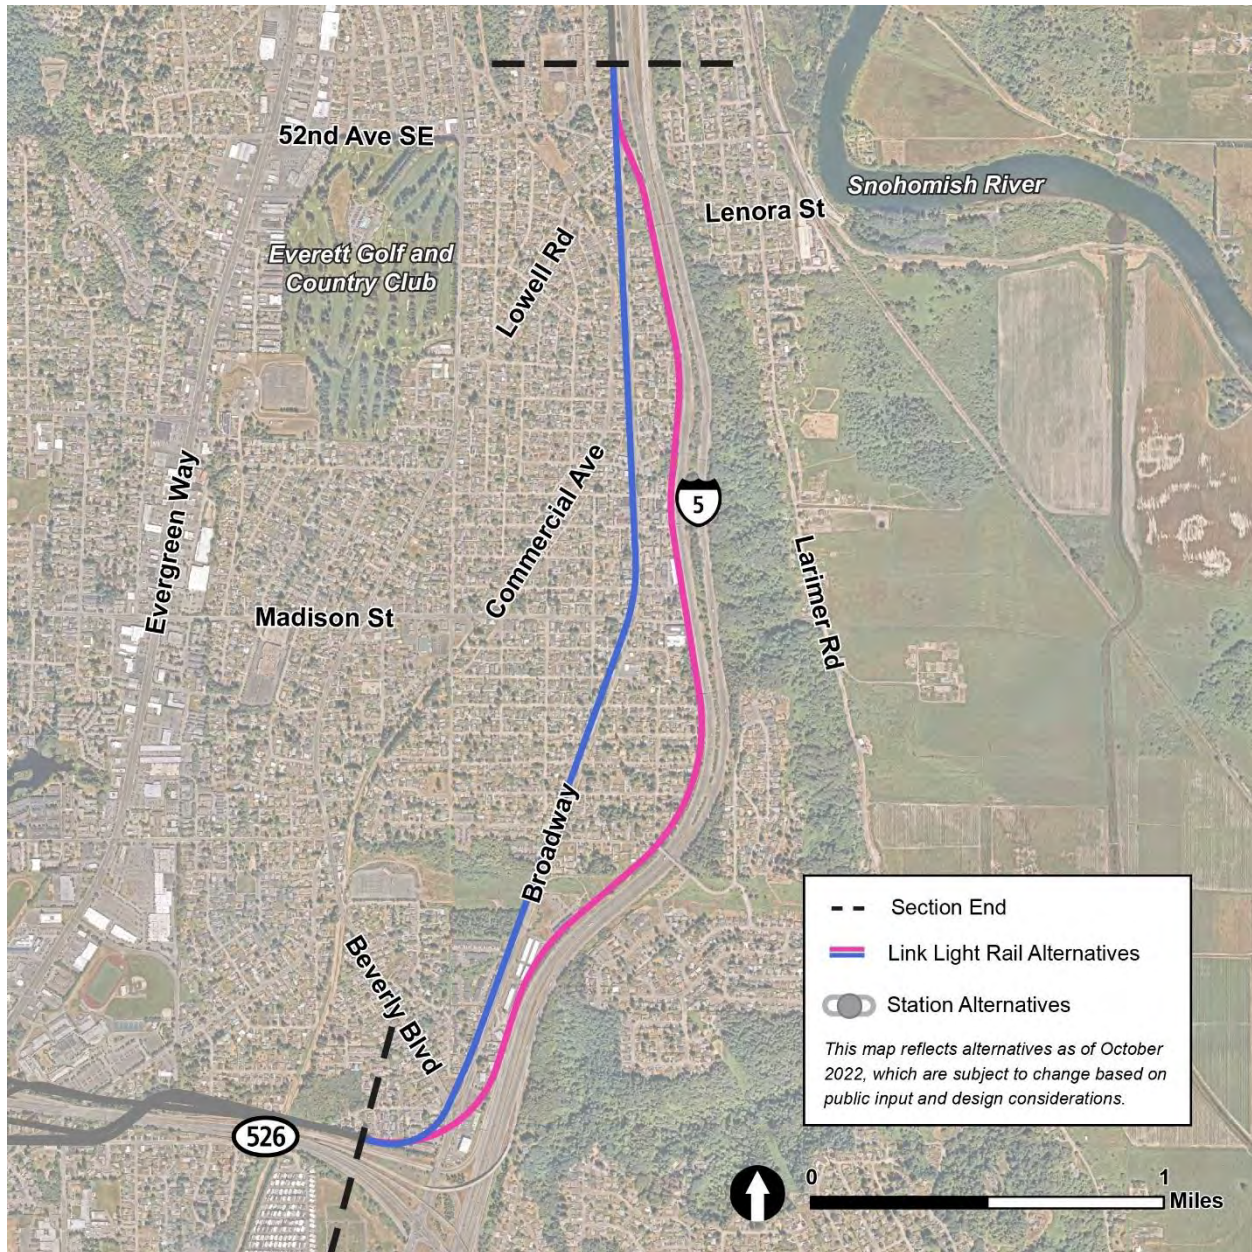 52nd Ave SE
Snohomish River
Lenora St
Everett Golf and
Country Club
Lowell Rd
Evergreen Way
Commercial Ave
5
Larimer Rd
Madison St
Broadway
Beverly Blvd
526
Section End
Link Light Rail Alternatives
Station Alternatives
This map reflects alternatives as of October
2022, which are subject to change based on
public input and design considerations.
0 1
Miles